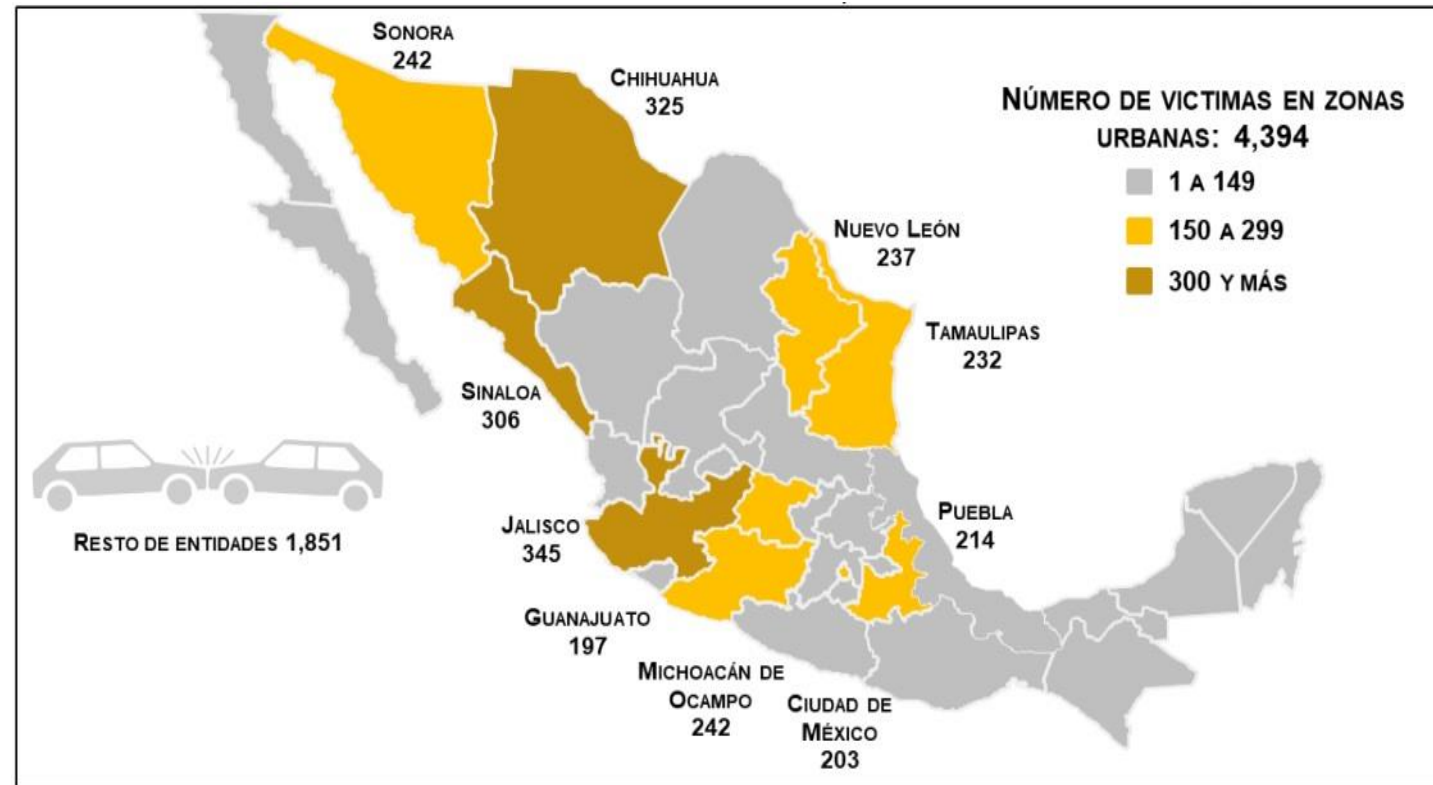 SONORA
242
CHIHUAHUA
325
NÚMERO DE VICTIMAS EN ZONAS
URBANAS: 4,394
1 A 149
150 A 299
300 Y MÁS
NUEVO LEÓN
237
TAMAULIPAS
232
SINALOA
306
RESTO DE ENTIDADES 1,851
JALISCO
345
PUEBLA
214
GUANAJUATO
197
MICHOACÁN DE
OCAMPO
242
CIUDAD DE
MÉXICO
203